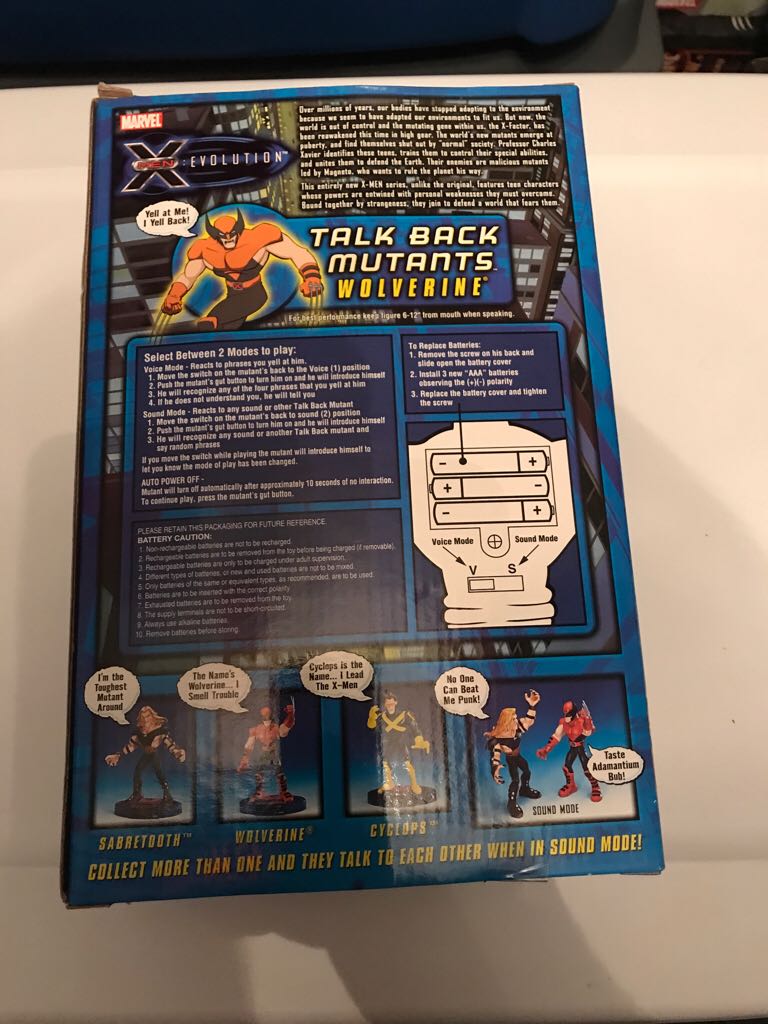 MARVEL
X MEN : EVOLUTION™
Over millions of years, our bodies have stopped adapting to the environment
because we seem to have adapted our environments to fit us. But now, the
world is out of control and the mutating gene within us, the X-Factor, has
been reawakened this time in high gear. The world's new mutants emerge at
puberty, and find themselves shut out by "normal" society. Professor Charles
Xavier identifies these teens, trains them to control their special abilities,
and unites them to defend the Earth. Their enemies are malicious mutants
led by Magneto, who wants to rule the planet his way.
This entirely new X-MEN series, unlike the original, features teen characters
whose powers are entwined with personal weaknesses they must overcome.
Bound together by strangeness, they join to defend a world that fears them.
Yell at Me!
I Yell Back!
TALK BACK
MUTANTS™
WOLVERINE®
For best performance keep figure 6-12" from mouth when speaking.
Select Between 2 Modes to play:
Voice Mode - Reacts to phrases you yell at him.
1. Move the switch on the mutant's back to the Voice (1) position
2. Push the mutant's gut button to turn him on and he will introduce himself
3. He will recognize any of the four phrases that you yell at him
4. If he does not understand you, he will tell you
Sound Mode - Reacts to any sound or other Talk Back Mutant
1. Move the switch on the mutant's back to sound (2) position
2. Push the mutant's gut button to turn him on and he will introduce himself
3. He will recognize any sound or another Talk Back mutant and
say random phrases
If you move the switch while playing the mutant will introduce himself to
let you know the mode of play has been changed.
AUTO POWER OFF -
Mutant will turn off automatically after approximately 10 seconds of no interaction.
To continue play, press the mutant's gut button.
To Replace Batteries:
1. Remove the screw on his back and
slide open the battery cover
2. Install 3 new "AAA" batteries
observing the (+)(-) polarity
3. Replace the battery cover and tighten
the screw
- +
+ -
- +
Voice Mode
Sound Mode
V S
PLEASE RETAIN THIS PACKAGING FOR FUTURE REFERENCE.
BATTERY CAUTION:
1. Non-rechargeable batteries are not to be recharged.
2. Rechargeable batteries are to be removed from the toy before being charged (if removable).
3. Rechargeable batteries are only to be charged under adult supervision.
4. Different types of batteries, or new and used batteries are not to be mixed.
5. Only batteries of the same or equivalent types, as recommended, are to be used.
6. Batteries are to be inserted with the correct polarity.
7. Exhausted batteries are to be removed from the toy.
8. The supply terminals are not to be short-circuited.
9. Always use alkaline batteries.
10. Remove batteries before storing.
I'm the
Toughest
Mutant
Around
The Name's
Wolverine... I
Smell Trouble
Cyclops is the
Name... I Lead
The X-Men
No One
Can Beat
Me Punk!
Taste
Adamantium
Bub!
SOUND MODE
SABRETOOTH™
WOLVERINE®
CYCLOPS™
COLLECT MORE THAN ONE AND THEY TALK TO EACH OTHER WHEN IN SOUND MODE!